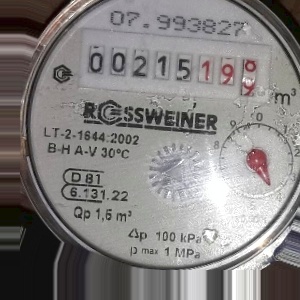 07.993827
00215199 m³
ROSSWEINER
LT-2-1644:2002
B-H A-V 30°C
D 81
6.131.22
Qp 1,5 m³
Δp 100 kPa
p max 1 MPa